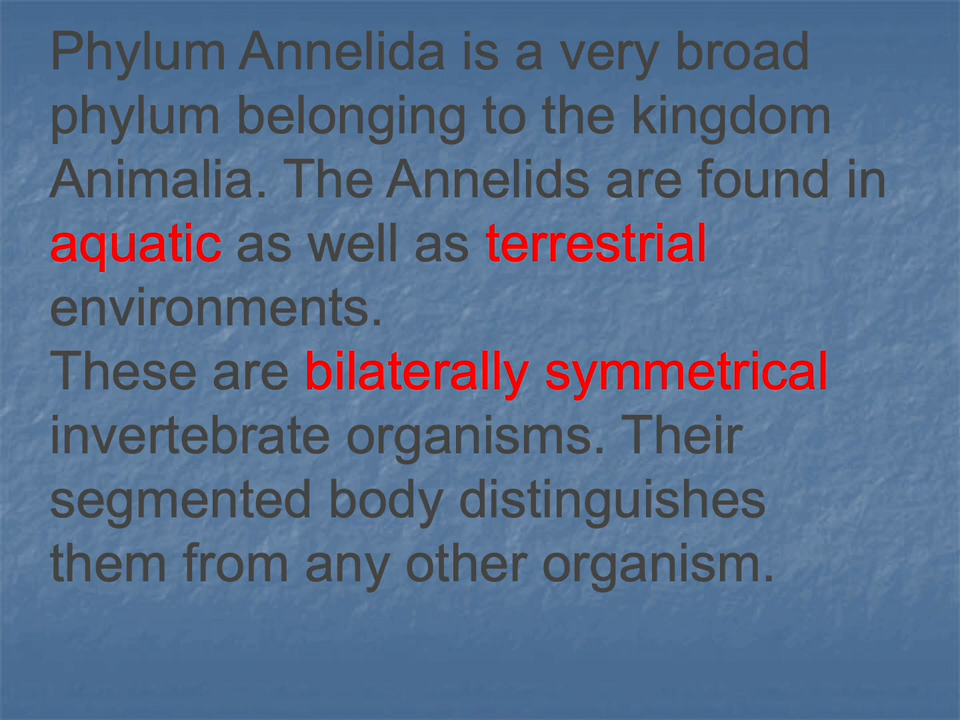 Phylum Annelida is a very broad
phylum belonging to the kingdom
Animalia. The Annelids are found in
aquatic as well as terrestrial
environments.
These are bilaterally symmetrical
invertebrate organisms. Their
segmented body distinguishes
them from any other organism.